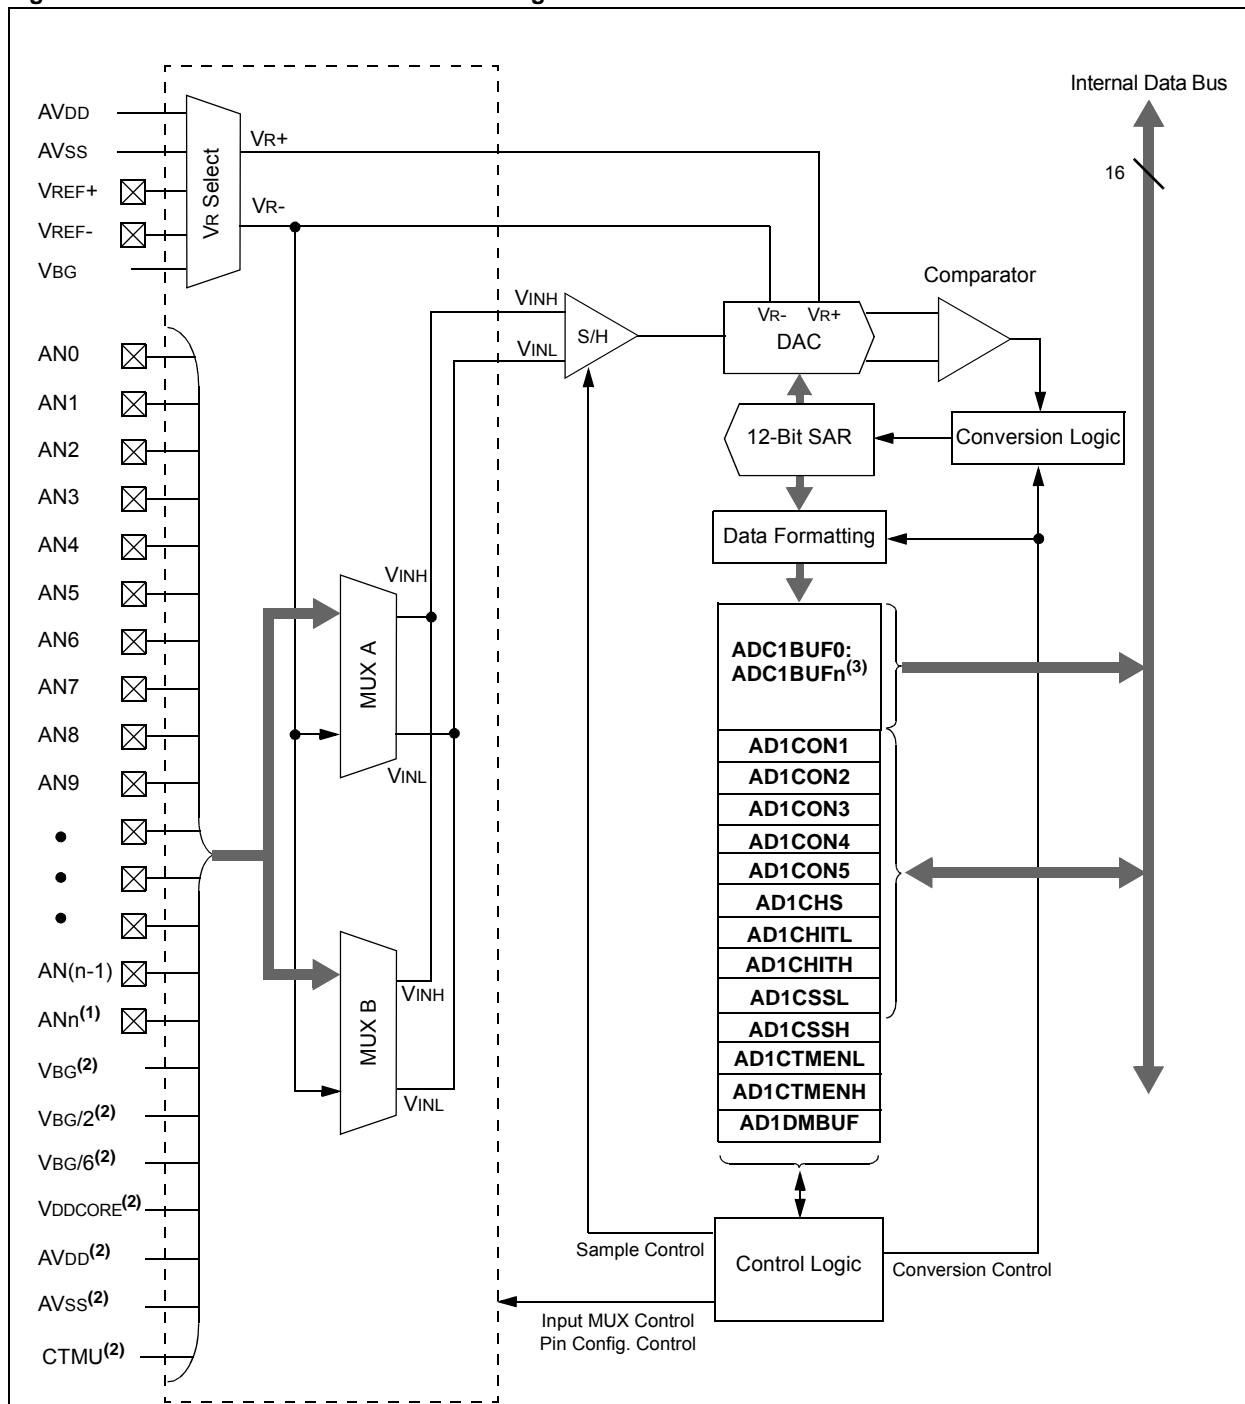 Internal Data Bus
16
AVDD
AVSS
VREF+
VREF-
VBG
VR Select
VR+
VR-
Comparator
VINH
VINL
S/H
VR- VR+
DAC
12-Bit SAR
Conversion Logic
Data Formatting
AN0
AN1
AN2
AN3
AN4
AN5
AN6
AN7
AN8
AN9
AN(n-1)
ANn(1)
VBG(2)
VBG/2(2)
VBG/6(2)
VDDCORE(2)
AVDD(2)
AVSS(2)
CTMU(2)
VINH
MUX A
VINL
VINH
MUX B
VINL
ADC1BUF0:
ADC1BUFn(3)
AD1CON1
AD1CON2
AD1CON3
AD1CON4
AD1CON5
AD1CHS
AD1CHITL
AD1CHITH
AD1CSSL
AD1CSSH
AD1CTMENL
AD1CTMENH
AD1DMBUF
Sample Control
Control Logic
Conversion Control
Input MUX Control
Pin Config. Control